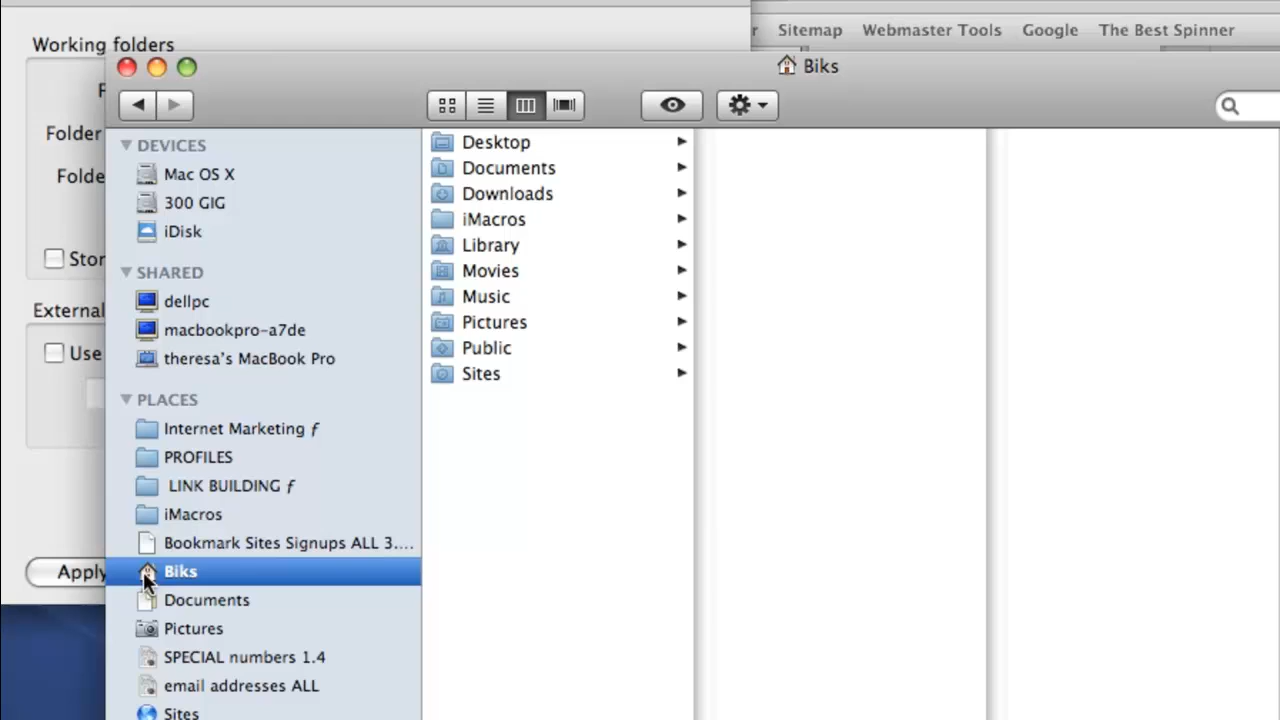 Sitemap Webmaster Tools Google The Best Spinner
Working folders
Biks
F
Folder
Folde
Stor
External
Use
Apply
DEVICES
Mac OS X
300 GIG
iDisk
SHARED
dellpc
macbookpro-a7de
theresa's MacBook Pro
PLACES
Internet Marketing ƒ
PROFILES
LINK BUILDING ƒ
iMacros
Bookmark Sites Signups ALL 3....
Biks
Documents
Pictures
SPECIAL numbers 1.4
email addresses ALL
Sites
Desktop
Documents
Downloads
iMacros
Library
Movies
Music
Pictures
Public
Sites